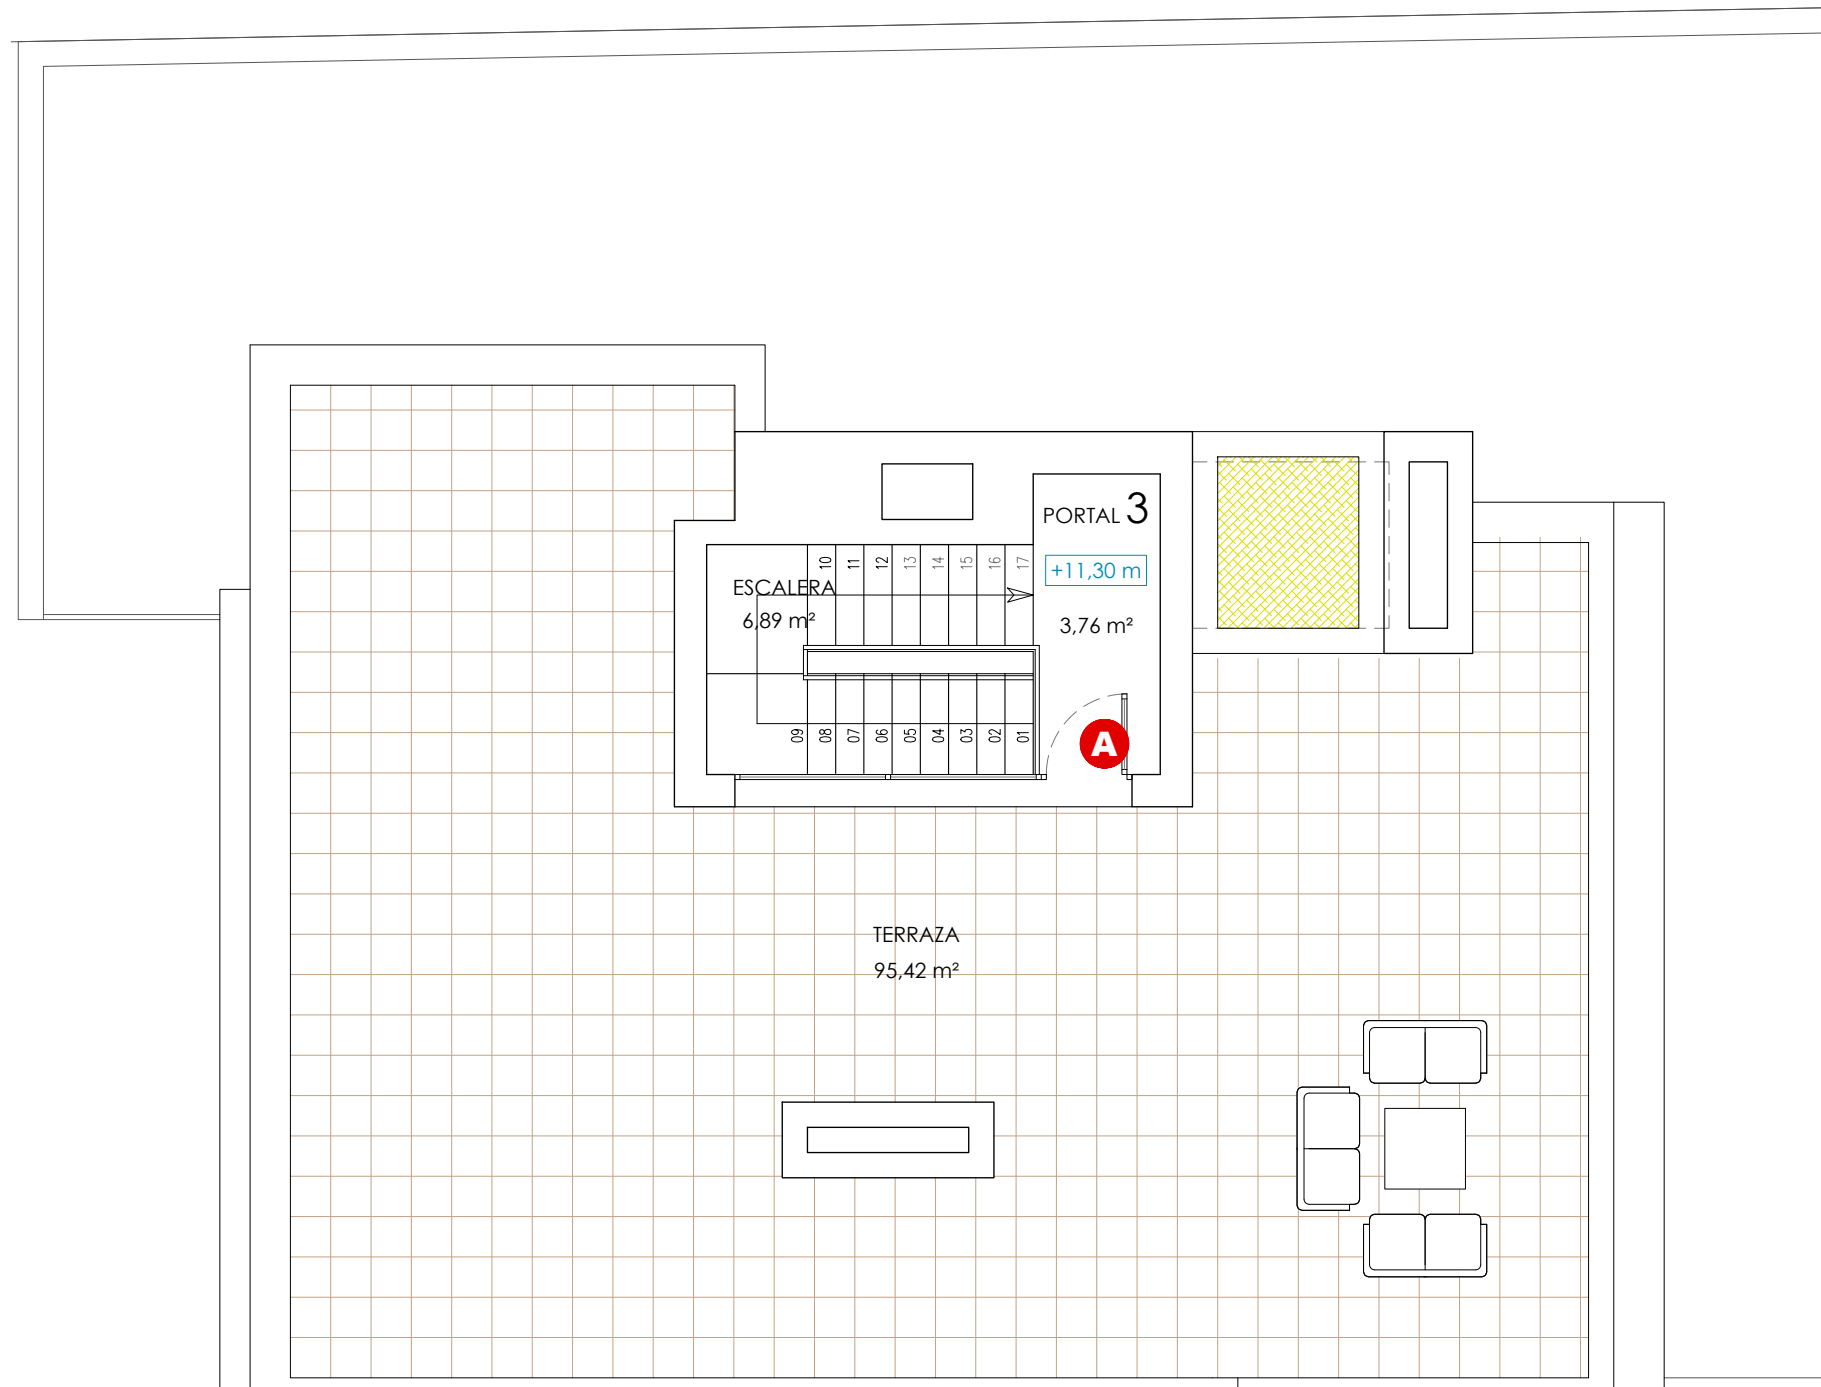 PORTAL 3
+11,30 m
3,76 m²
10 11 12 13 14 15 16 17
ESCALERA
6,89 m²
09 08 07 06 05 04 03 02 01
A
TERRAZA
95,42 m²